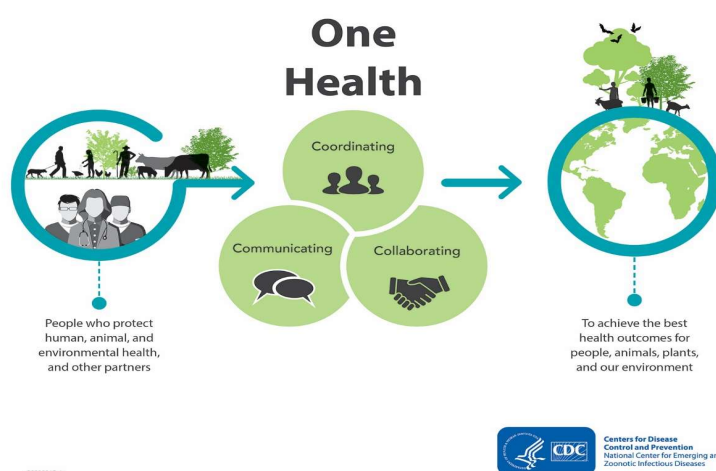 One
Health
Coordinating
Communicating
Collaborating
People who protect
human, animal, and
environmental health,
and other partners
To achieve the best
health outcomes for
people, animals, plants,
and our environment
CDC
Centers for Disease
Control and Prevention
National Center for Emerging
Zoonotic Infectious Diseases